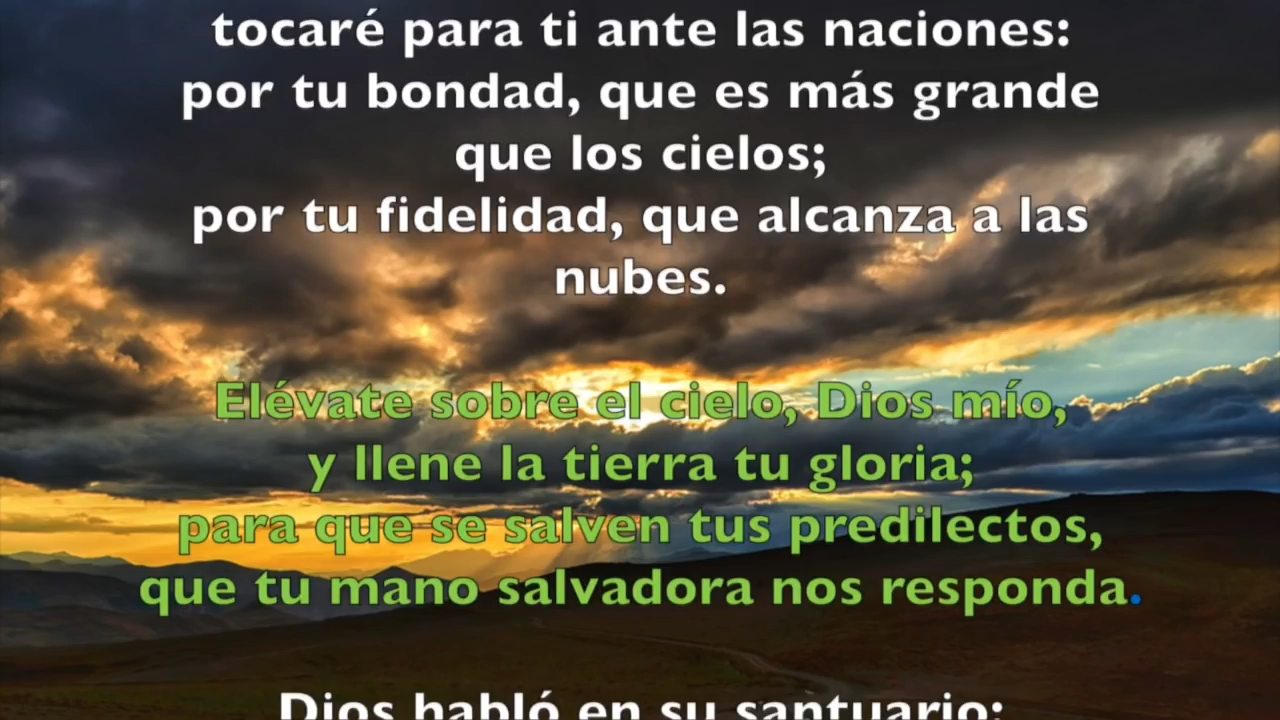 tocaré para ti ante las naciones:
por tu bondad, que es más grande
que los cielos;
por tu fidelidad, que alcanza a las
nubes.
Elévate sobre el cielo, Dios mío,
y llene la tierra tu gloria;
para que se salven tus predilectos,
que tu mano salvadora nos responda.
Dios habló en su santuario: